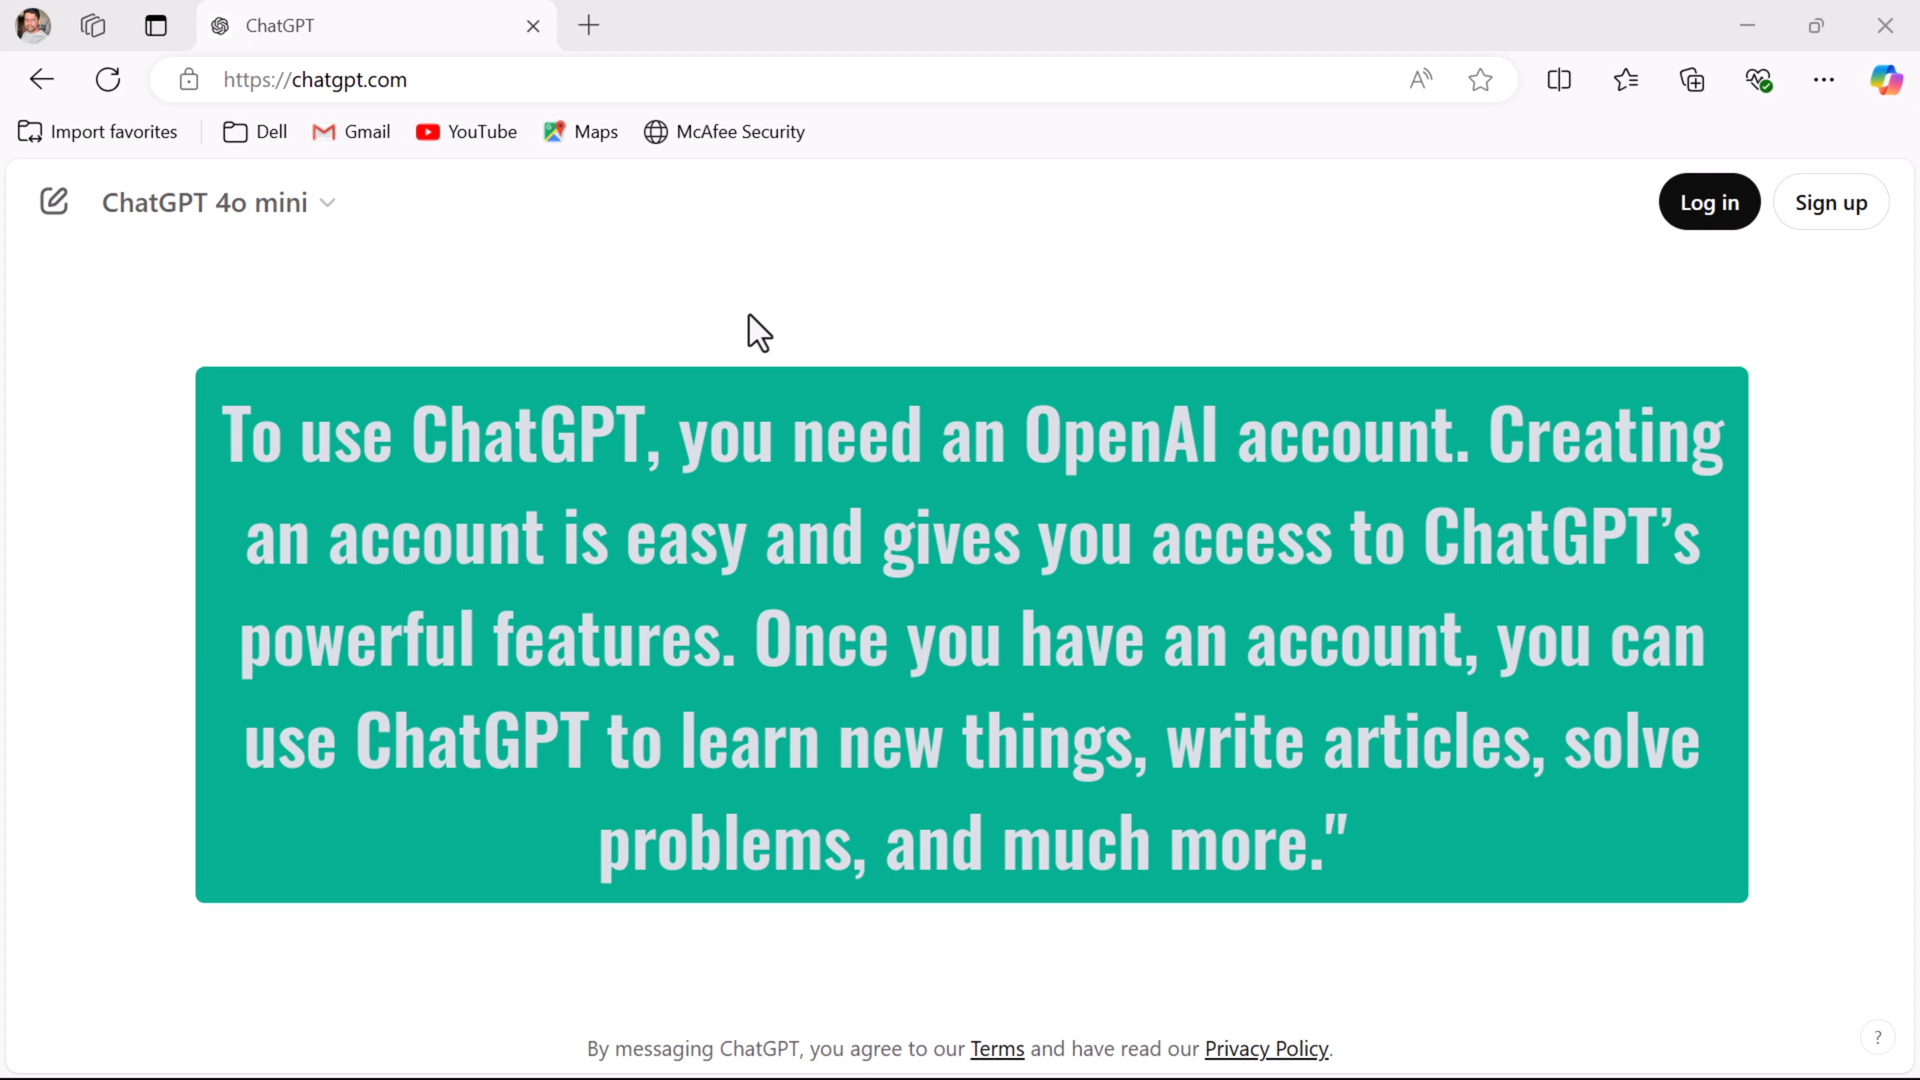 ChatGPT
https://chatgpt.com
Import favorites Dell Gmail YouTube Maps McAfee Security
ChatGPT 4o mini Log in Sign up
To use ChatGPT, you need an OpenAI account. Creating
an account is easy and gives you access to ChatGPT’s
powerful features. Once you have an account, you can
use ChatGPT to learn new things, write articles, solve
problems, and much more."
By messaging ChatGPT, you agree to our Terms and have read our Privacy Policy.
?